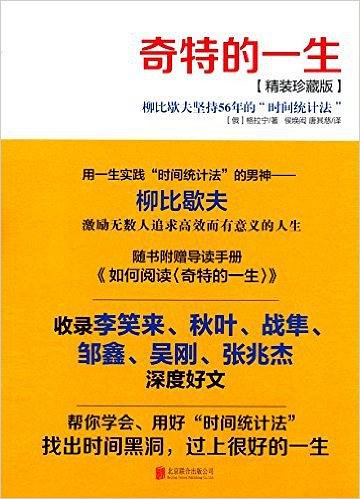 奇特的一生
【精装珍藏版】
柳比歇夫坚持56年的“时间统计法”
[俄]格拉宁/著 侯焕闳 唐其慈/译
用一生实践“时间统计法”的男神——
柳比歇夫
激励无数人追求高效而有意义的人生
随书附赠导读手册
《如何阅读〈奇特的一生〉》
收录李笑来、秋叶、战隼、
邹鑫、吴刚、张兆杰
深度好文
帮你学会、用好“时间统计法”
找出时间黑洞，过上很好的一生
北京联合出版公司